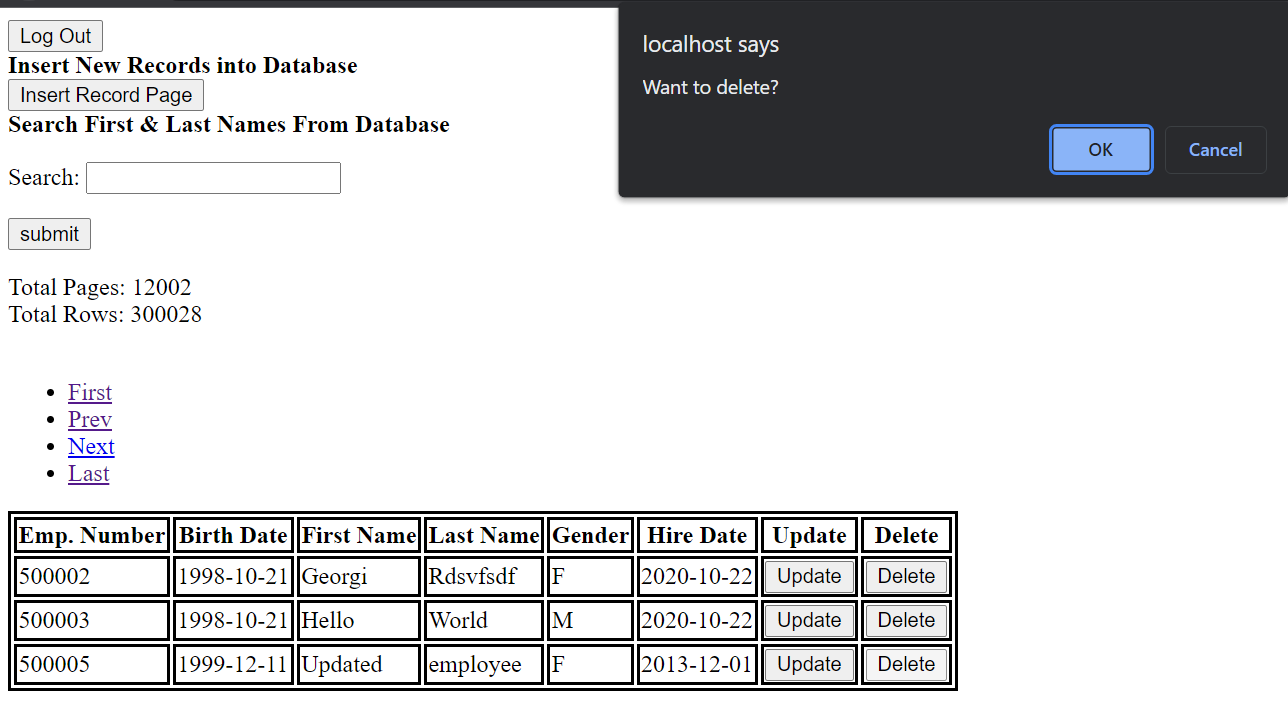 Log Out
Insert New Records into Database
Insert Record Page
Search First & Last Names From Database
Search:
submit
Total Pages: 12002
Total Rows: 300028
First
Prev
Next
Last
Emp. Number Birth Date First Name Last Name Gender Hire Date Update Delete
500002 1998-10-21 Georgi Rdsvfsdf F 2020-10-22 Update Delete
500003 1998-10-21 Hello World M 2020-10-22 Update Delete
500005 1999-12-11 Updated employee F 2013-12-01 Update Delete
localhost says
Want to delete?
OK Cancel